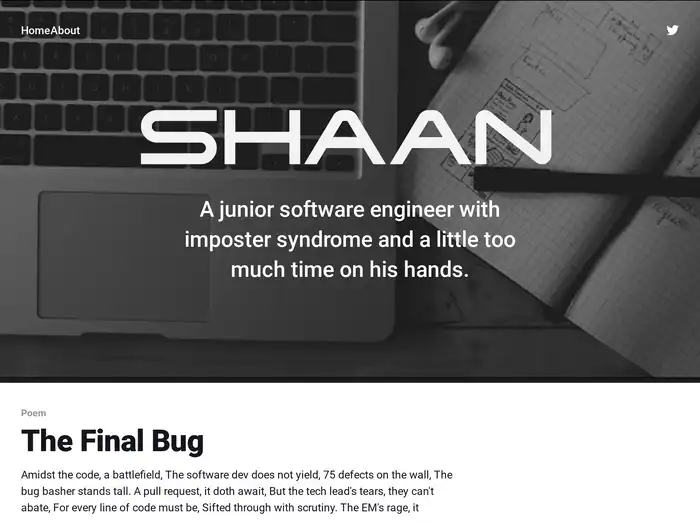 HomeAbout
SHAAN
A junior software engineer with
imposter syndrome and a little too
much time on his hands.
Poem
The Final Bug
Amidst the code, a battlefield, The software dev does not yield, 75 defects on the wall, The
bug basher stands tall. A pull request, it doth await, But the tech lead's tears, they can't
abate, For every line of code must be, Sifted through with scrutiny. The EM's rage, it